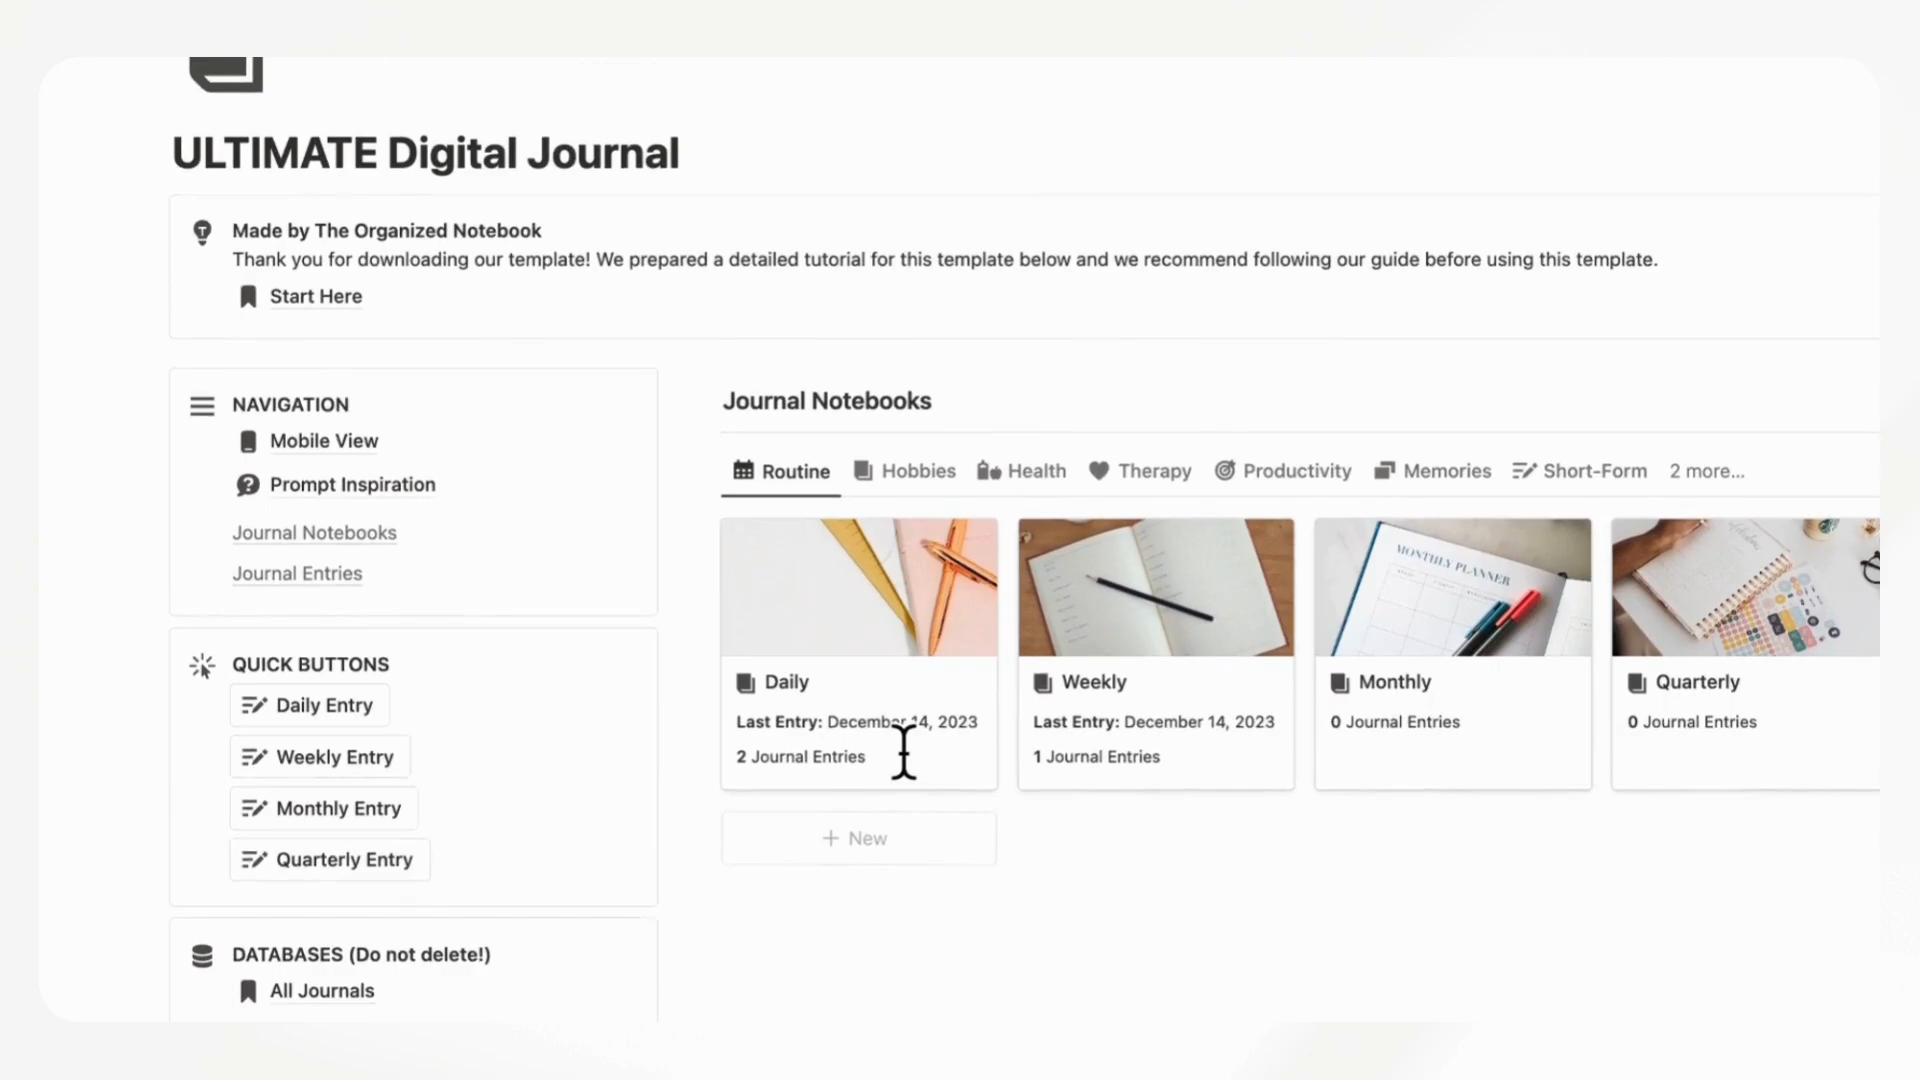 ULTIMATE Digital Journal
Made by The Organized Notebook
Thank you for downloading our template! We prepared a detailed tutorial for this template below and we recommend following our guide before using this template.
Start Here
NAVIGATION
Mobile View
Prompt Inspiration
Journal Notebooks
Journal Entries
QUICK BUTTONS
Daily Entry
Weekly Entry
Monthly Entry
Quarterly Entry
DATABASES (Do not delete!)
All Journals
Journal Notebooks
Routine Hobbies Health Therapy Productivity Memories Short-Form 2 more...
MONTHLY PLANNER
Daily
Last Entry: December 14, 2023
2 Journal Entries
Weekly
Last Entry: December 14, 2023
1 Journal Entries
Monthly
0 Journal Entries
Quarterly
0 Journal Entries
+ New